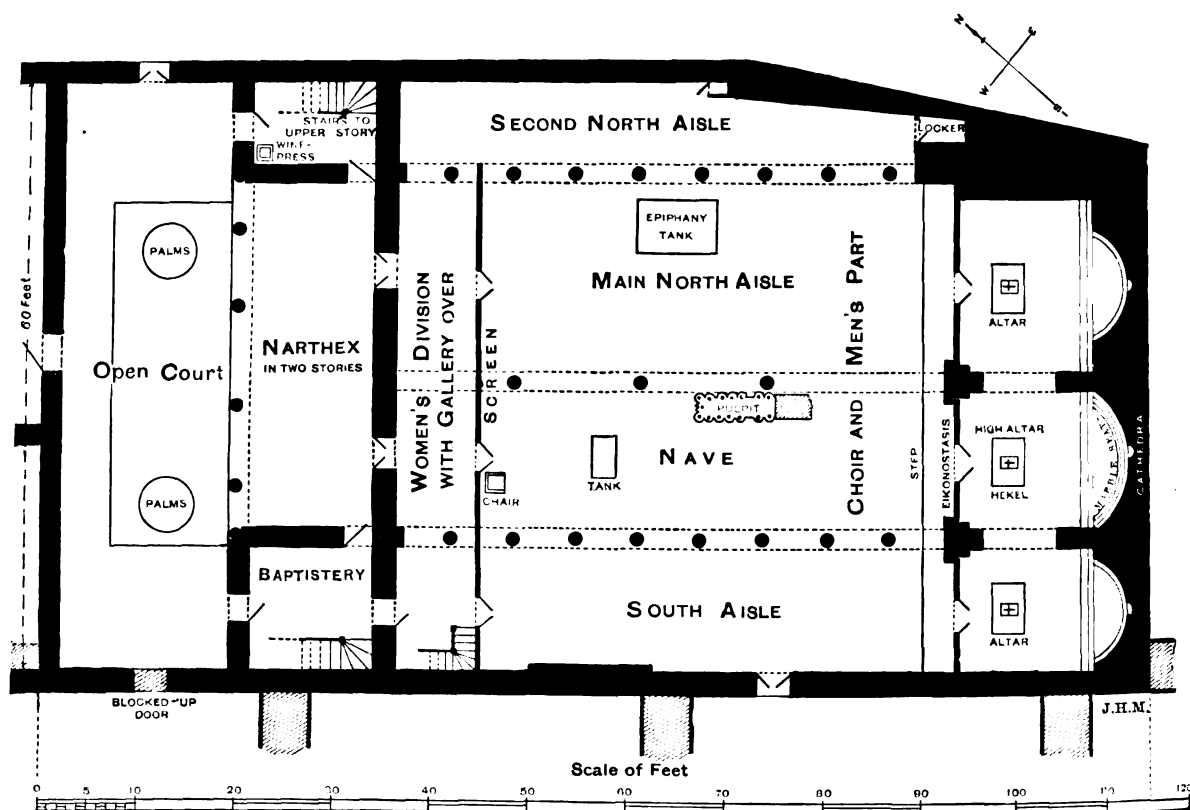 N
E
W
S
SECOND NORTH AISLE
LOCKER
STAIRS TO
UPPER STORY
WINE-
PRESS
EPIPHANY
TANK
PALMS
60 Feet
MAIN NORTH AISLE
ALTAR
Open Court
NARTHEX
IN TWO STORIES
WOMEN'S DIVISION
WITH GALLERY OVER
SCREEN
CHOIR AND MEN'S PART
PULPIT
NAVE
STEP
EIKONOSTASIS
HIGH ALTAR
HEKEL
MARBLE SEAT
CATHEDRA
TANK
CHAIR
PALMS
BAPTISTERY
SOUTH AISLE
ALTAR
BLOCKED-UP
DOOR
J.H.M.
Scale of Feet
0 5 10 20 30 40 50 60 70 80 90 100 110 120